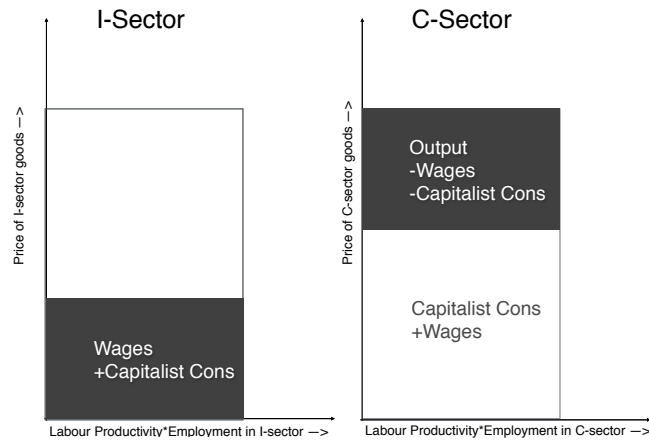 I-Sector
C-Sector
Price of I-sector goods —>
Wages
+Capitalist Cons
Labour Productivity*Employment in I-sector —>
Price of C-sector goods —>
Output
-Wages
-Capitalist Cons
Capitalist Cons
+Wages
Labour Productivity*Employment in C-sector —>